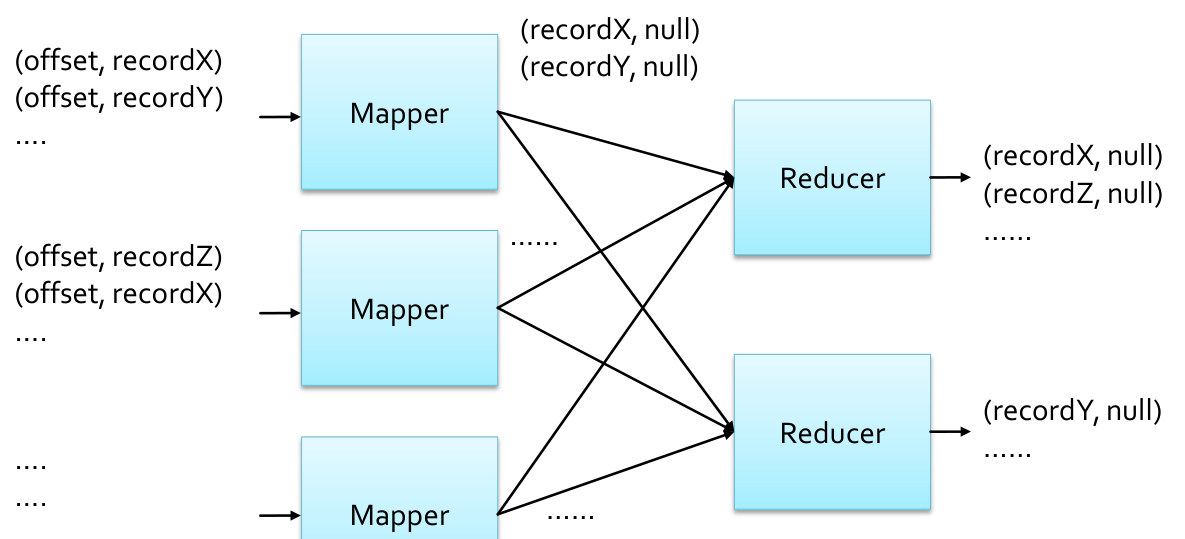 (offset, recordX)
(offset, recordY)
....
Mapper
(recordX, null)
(recordY, null)
(offset, recordZ)
(offset, recordX)
....
Mapper
......
....
....
Mapper
......
Reducer
(recordX, null)
(recordZ, null)
......
Reducer
(recordY, null)
......